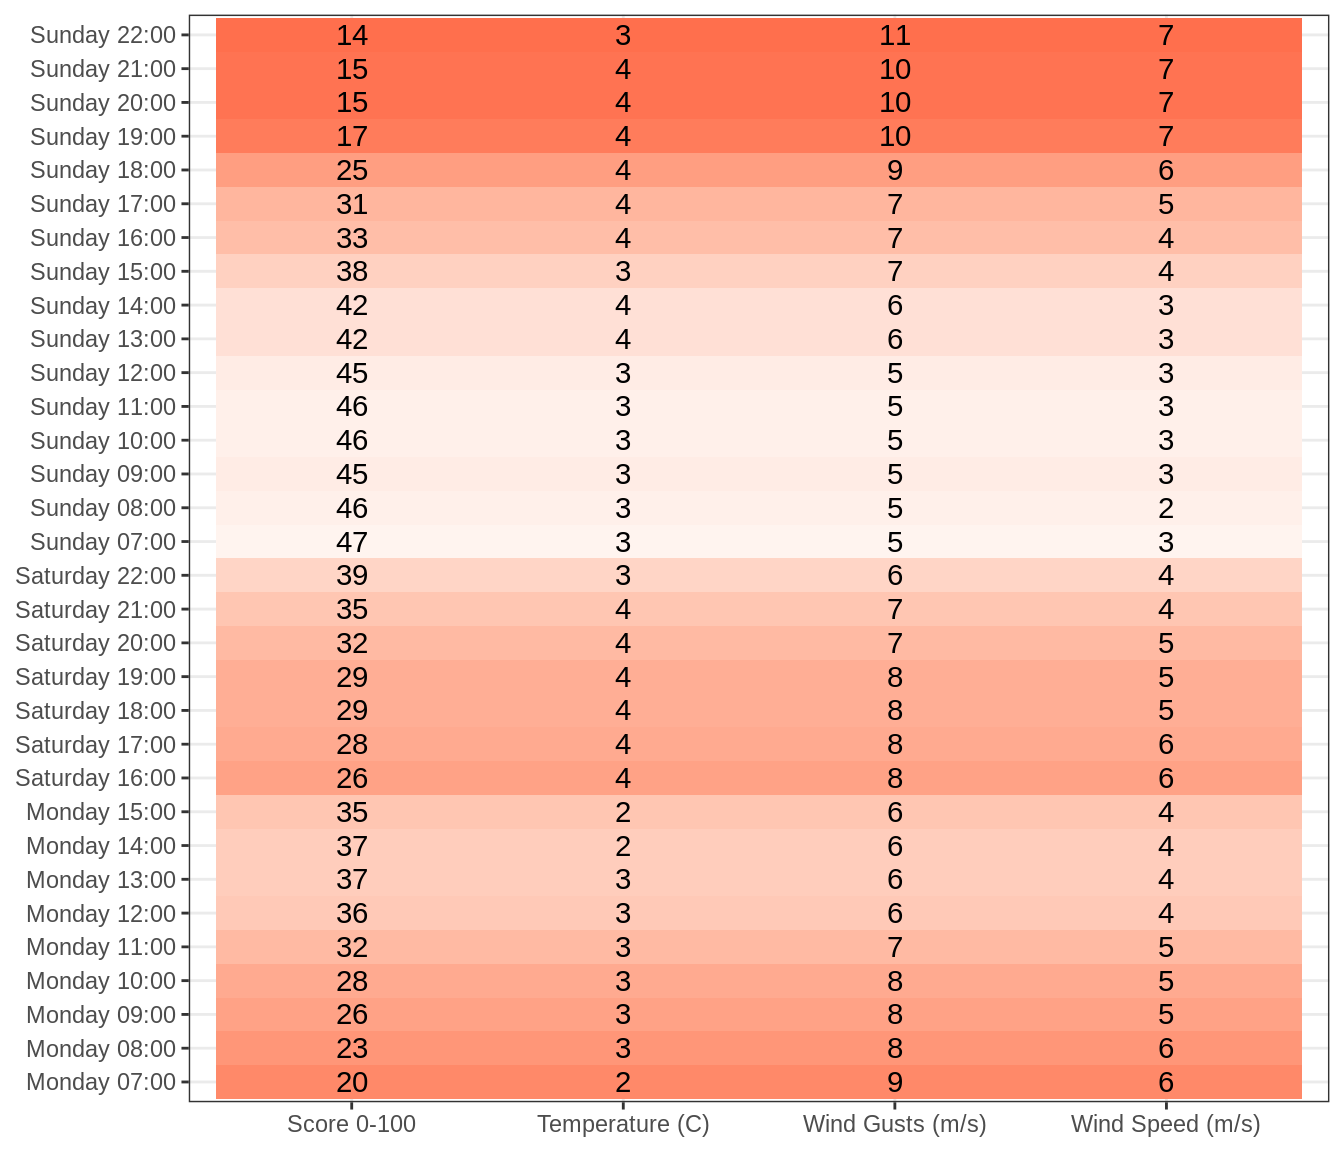 Sunday 22:00 14 3 11 7
Sunday 21:00 15 4 10 7
Sunday 20:00 15 4 10 7
Sunday 19:00 17 4 10 7
Sunday 18:00 25 4 9 6
Sunday 17:00 31 4 7 5
Sunday 16:00 33 4 7 4
Sunday 15:00 38 3 7 4
Sunday 14:00 42 4 6 3
Sunday 13:00 42 4 6 3
Sunday 12:00 45 3 5 3
Sunday 11:00 46 3 5 3
Sunday 10:00 46 3 5 3
Sunday 09:00 45 3 5 3
Sunday 08:00 46 3 5 2
Sunday 07:00 47 3 5 3
Saturday 22:00 39 3 6 4
Saturday 21:00 35 4 7 4
Saturday 20:00 32 4 7 5
Saturday 19:00 29 4 8 5
Saturday 18:00 29 4 8 5
Saturday 17:00 28 4 8 6
Saturday 16:00 26 4 8 6
Monday 15:00 35 2 6 4
Monday 14:00 37 2 6 4
Monday 13:00 37 3 6 4
Monday 12:00 36 3 6 4
Monday 11:00 32 3 7 5
Monday 10:00 28 3 8 5
Monday 09:00 26 3 8 5
Monday 08:00 23 3 8 6
Monday 07:00 20 2 9 6
Score 0-100 Temperature (C) Wind Gusts (m/s) Wind Speed (m/s)